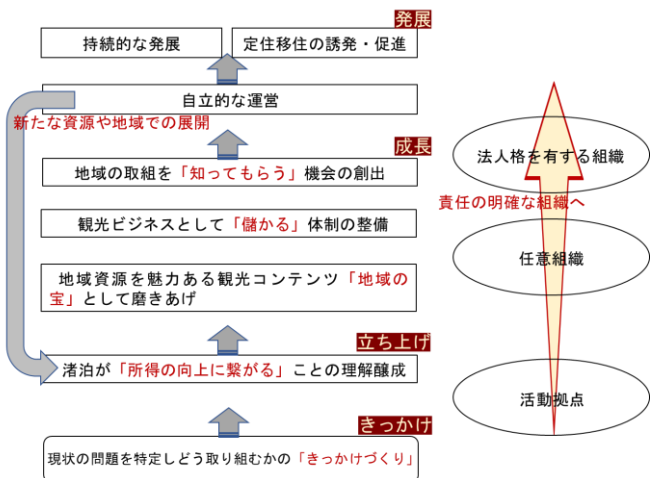 発展
持続的な発展
定住移住の誘発・促進
自立的な運営
新たな資源や地域での展開
成長
地域の取組を「知ってもらう」機会の創出
観光ビジネスとして「儲かる」体制の整備
地域資源を魅力ある観光コンテンツ「地域の
宝」として磨きあげ
立ち上げ
渚泊が「所得の向上に繋がる」ことの理解醸成
きっかけ
現状の問題を特定しどう取り組むかの「きっかけづくり」
法人格を有する組織
責任の明確な組織へ
任意組織
活動拠点